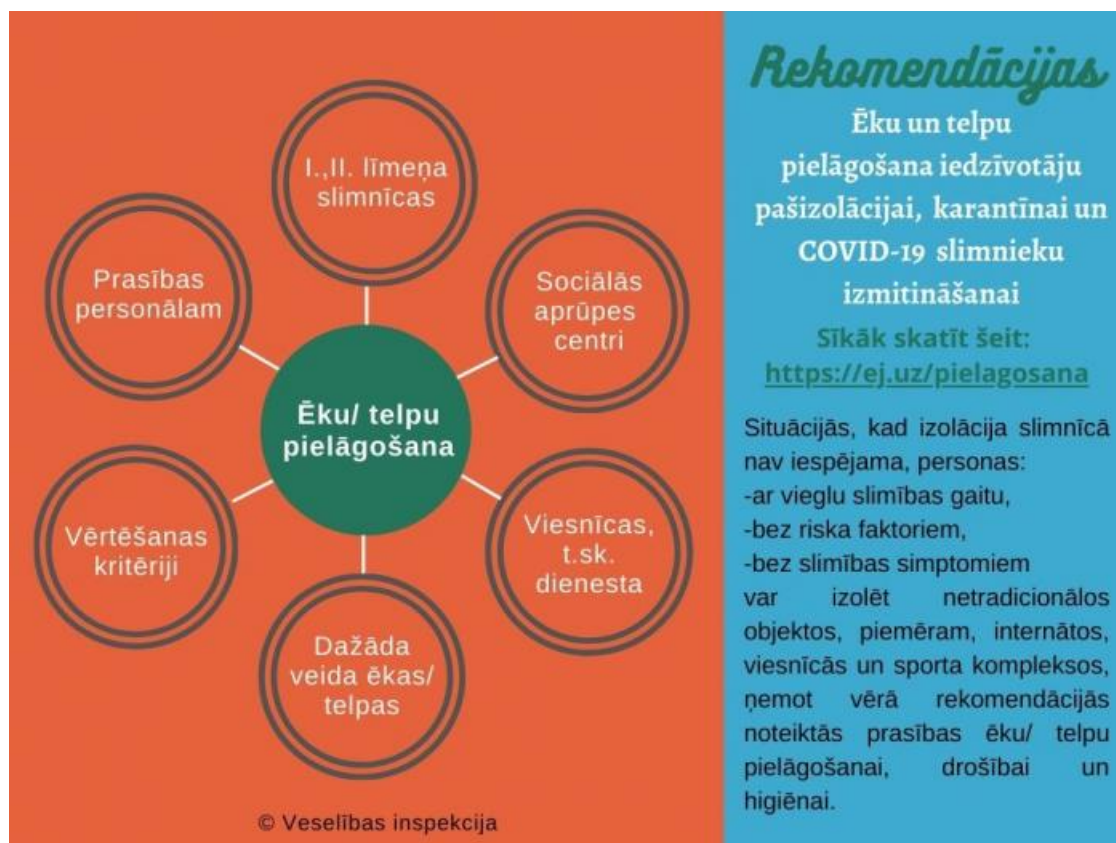 I.,II. līmeņa
slimnīcas
Prasības
personālam
Sociālās
aprūpes
centri
Ēku/ telpu
pielāgošana
Vērtēšanas
kritēriji
Viesnīcas,
t.sk.
dienesta
Dažāda
veida ēkas/
telpas
© Veselības inspekcija
Rekomendācijas
Ēku un telpu
pielāgošana iedzīvotāju
pašizolācijai, karantīnai un
COVID-19 slimnieku
izmitināšanai
Sīkāk skatīt šeit:
https://ej.uz/pielagosana
Situācijās, kad izolācija slimnīcā
nav iespējama, personas:
-ar vieglu slimības gaitu,
-bez riska faktoriem,
-bez slimības simptomiem
var izolēt netradicionālos
objektos, piemēram, internātos,
viesnīcās un sporta kompleksos,
ņemot vērā rekomendācijās
noteiktās prasības ēku/ telpu
pielāgošanai, drošībai un
higiēnai.